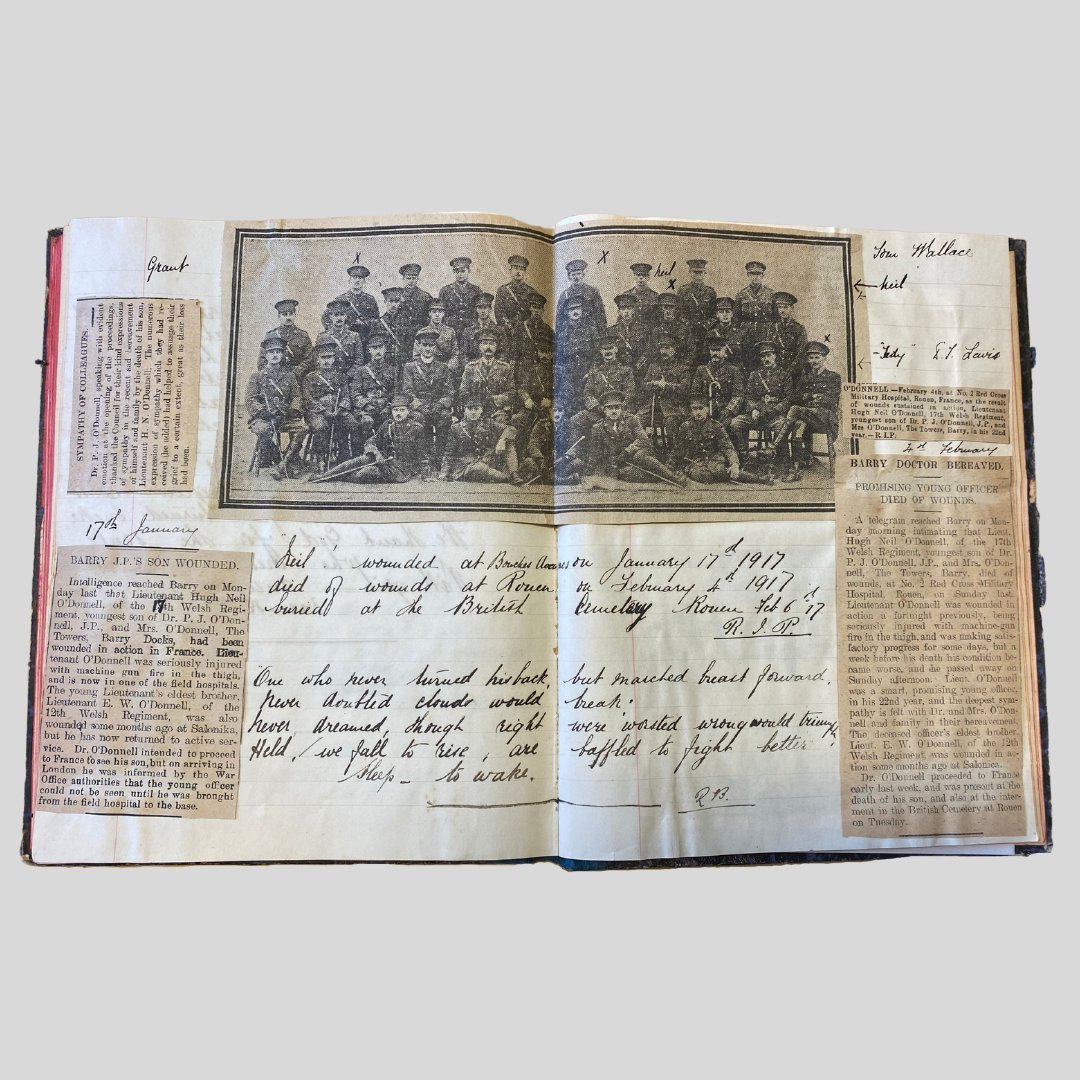 Grant
SYMPATHY OF COLLEAGUES.
Dr. P. J. O'Donnell, speaking with evident
emotion at the opening of the proceedings,
thanked the Council for their kind expressions
of sympathy in the recent sad bereavement
of himself and family by the death of his son,
Lieutenant H. N. O'Donnell. The numerous
expressions of sympathy which they had re-
ceived he added had helped to assuage their
grief to a certain extent, great as their loss
had been.
17th January
BARRY J.P.'S SON WOUNDED.
Intelligence reached Barry on Mon-
day last that Lieutenant Hugh Neil
O'Donnell, of the 17th Welsh Regi-
ment, youngest son of Dr. P. J. O'Don-
nell, J.P., and Mrs. O'Donnell, The
Towers, Barry Docks, had been
wounded in action in France. Lieu-
tenant O'Donnell was seriously injured
with machine gun fire in the thigh,
and is now in one of the field hospitals.
The young Lieutenant's eldest brother,
Lieutenant E. W. O'Donnell, of the
12th Welsh Regiment, was also
wounded some months ago at Salonika,
but he has now returned to active ser-
vice. Dr. O'Donnell intended to proceed
to France to see his son, but on arriving in
London he was informed by the War
Office authorities that the young officer
could not be seen until he was brought
from the field hospital to the base.
X
X
neil
X
X
"Neil" wounded at on January 17th 1917
died of wounds at Rouen on February 4th 1917
buried at the British Cemetery Rouen Feb 6th 17
R. I. P.
"One who never turned his back, but marched breast forward,
Never doubted clouds would break:
Never dreamed, though right were worsted wrong would triumph
Held, we fall to rise, are baffled to fight better:
Sleep - to wake.
R B.
Tom Wallace
← neil
"Tedy" Lewis
O'DONNELL.—February 4th, at No. 2 Red Cross
Military Hospital, Rouen, France, as the result
of wounds sustained in action, Lieutenant
Hugh Neil O'Donnell, 17th Welsh Regiment,
youngest son of Dr. P. J. O'Donnell, J.P., and
Mrs O'Donnell, The Towers, Barry, in his 22nd
year.—R.I.P.
4th February
BARRY DOCTOR BEREAVED.
PROMISING YOUNG OFFICER
DIED OF WOUNDS.
A telegram reached Barry on Mon-
day morning intimating that Lieut.
Hugh Neil O'Donnell, of the 17th
Welsh Regiment, youngest son of Dr.
P. J. O'Donnell, J.P., and Mrs. O'Don-
nell, The Towers, Barry, died of
wounds, at No. 2 Red Cross Military
Hospital, Rouen, on Sunday last.
Lieutenant O'Donnell was wounded in
action a fortnight previously, being
seriously injured with machine-gun
fire in the thigh, and was making satis-
factory progress for some days, but a
week before his death his condition be-
came worse, and he passed away on
Sunday afternoon. Lieut. O'Donnell
was a smart, promising young officer,
in his 22nd year, and the deepest sym-
pathy is felt with Dr. and Mrs. O'Don-
nell and family in their bereavement.
The deceased officer's eldest brother,
Lieut. E. W. O'Donnell, of the 12th
Welsh Regiment, was wounded in ac-
tion some months ago at Salonica.
Dr. O'Donnell proceeded to France
early last week, and was present at the
death of his son, and also at the inter-
ment in the British Cemetery at Rouen
on Tuesday.